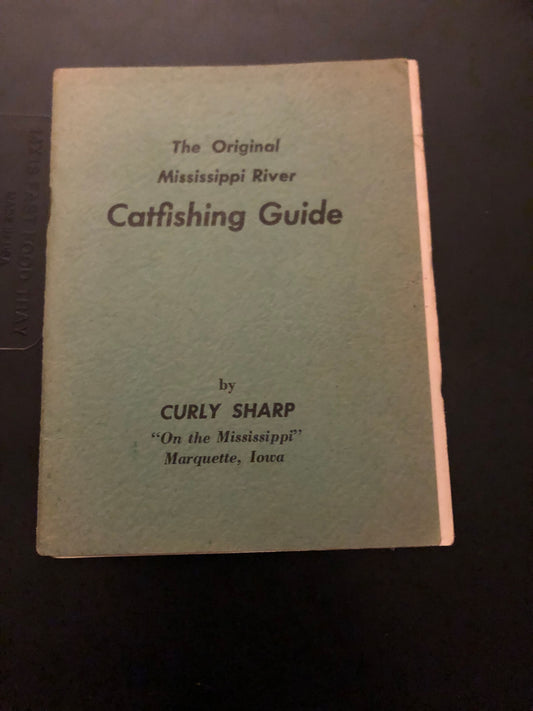 The Original
Mississippi River
Catfishing Guide
by
CURLY SHARP
"On the Mississippi"
Marquette, Iowa